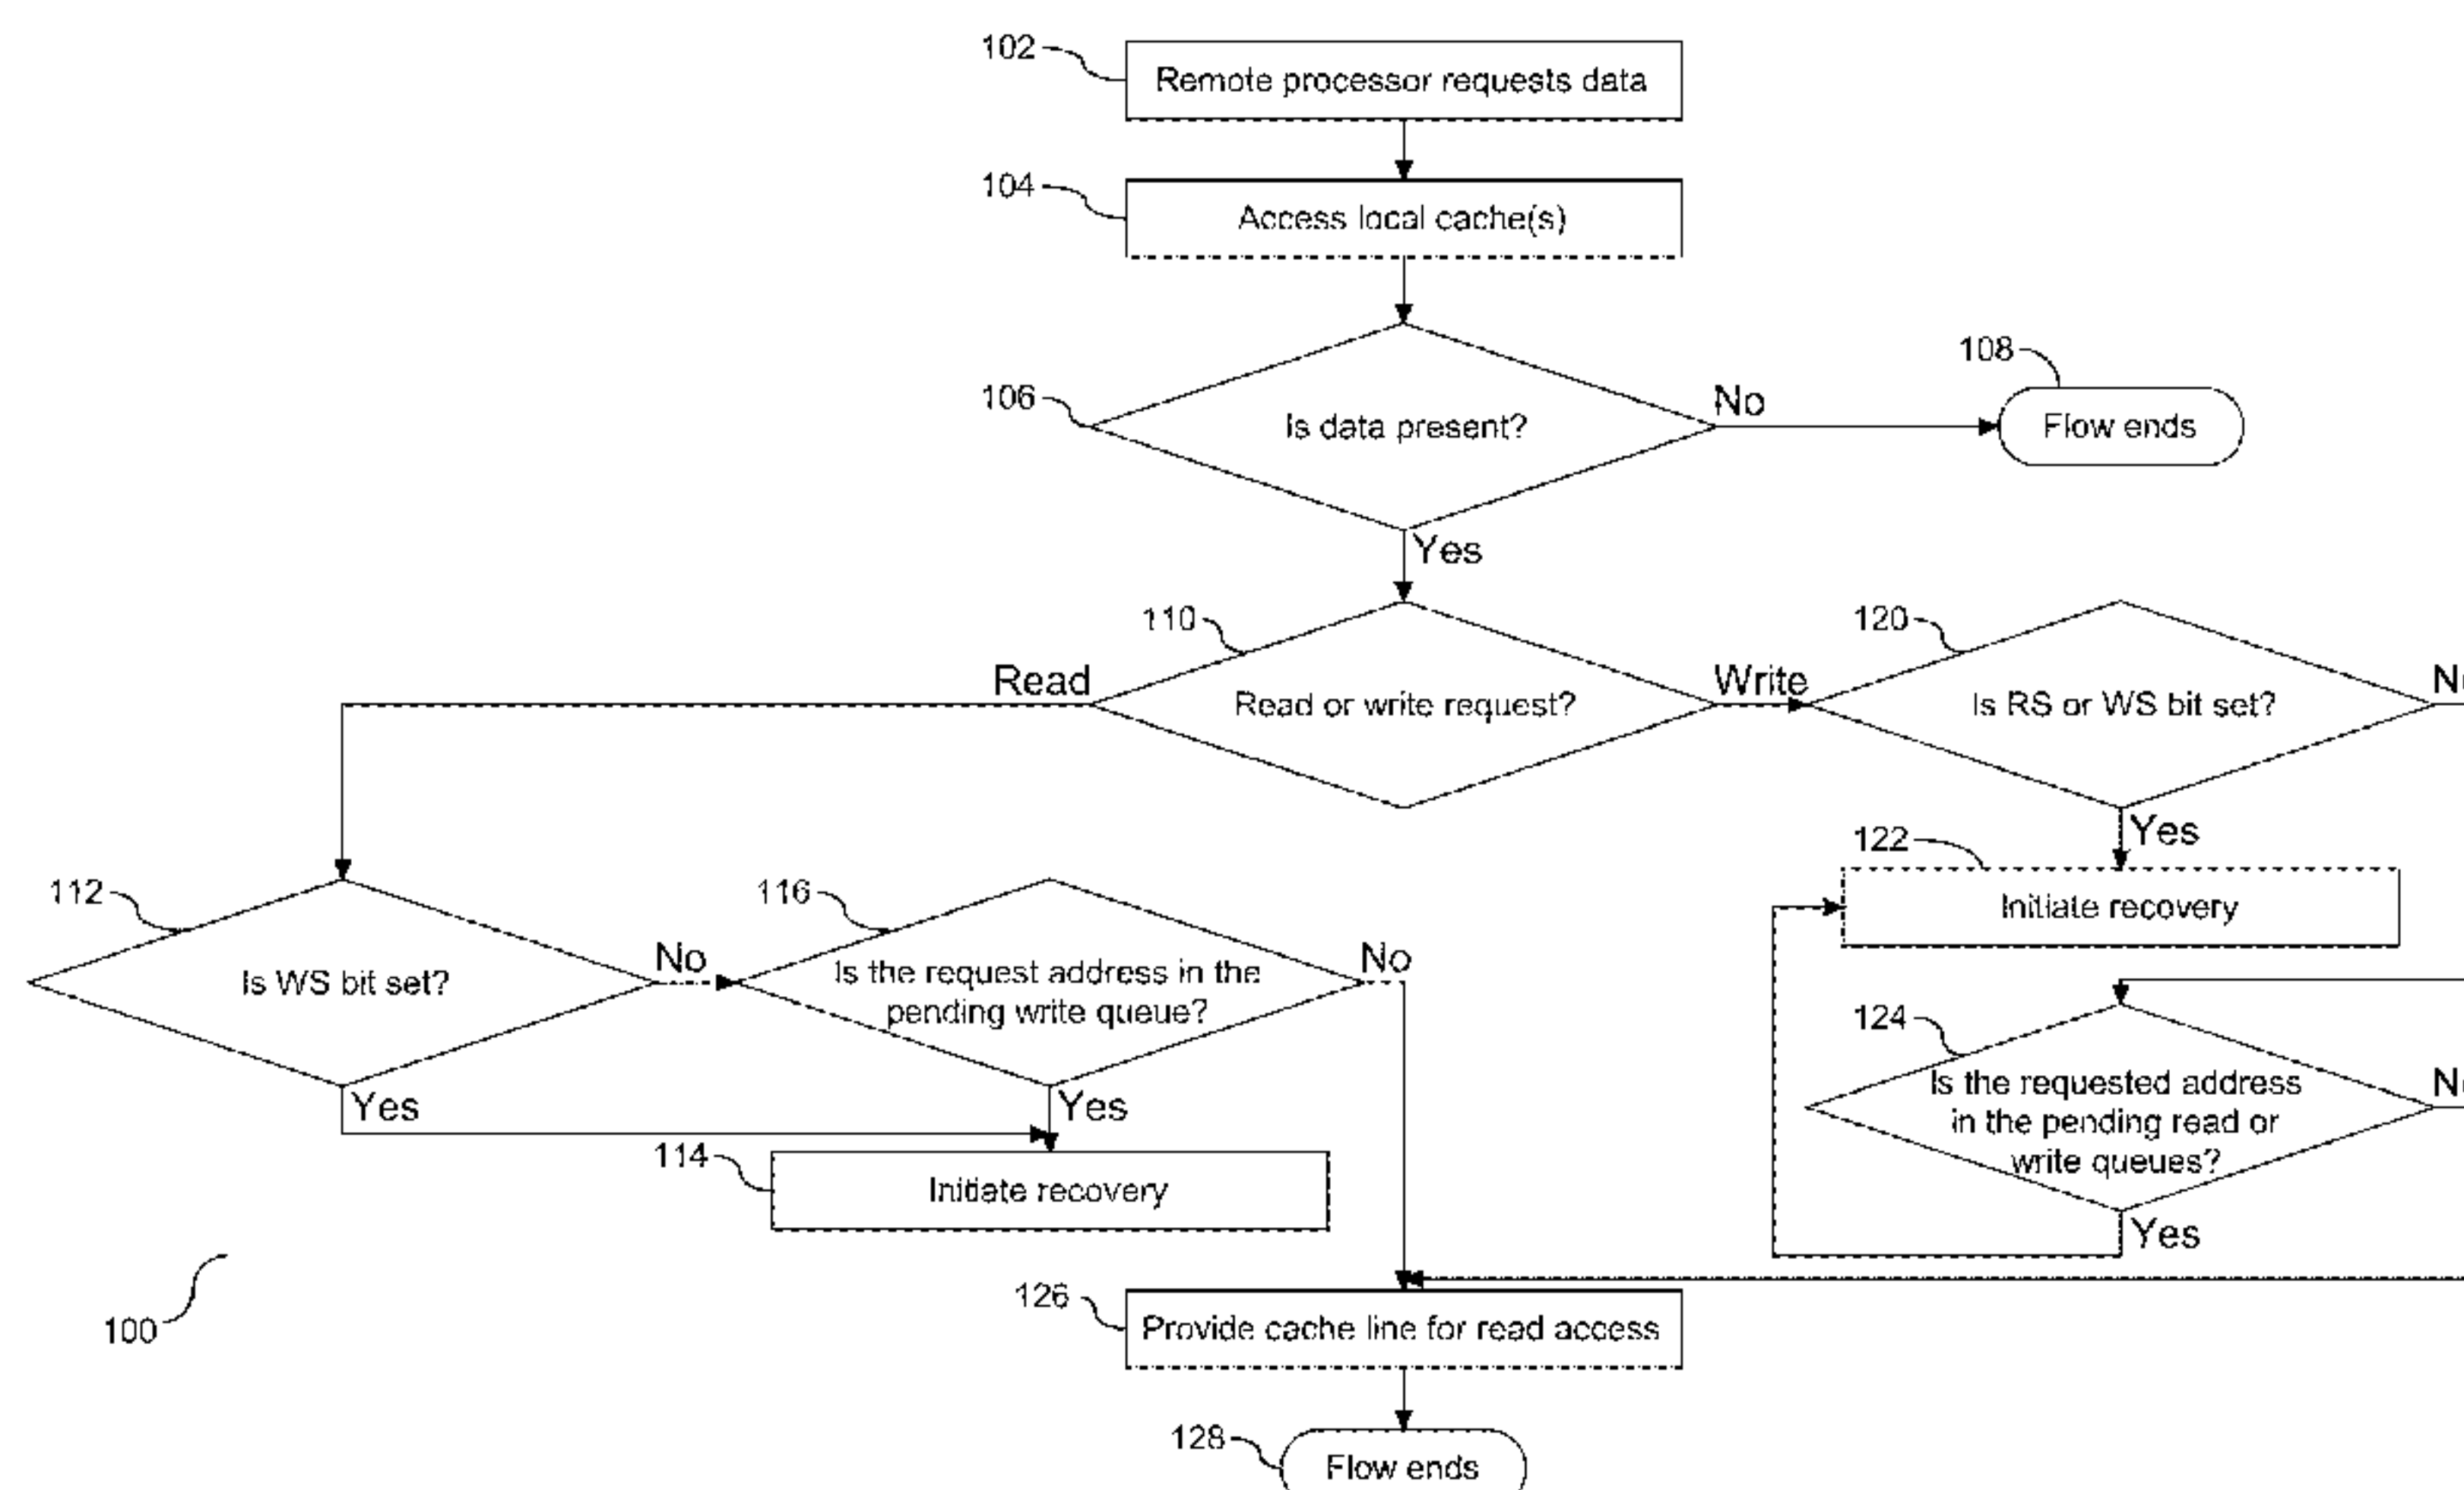 102
Remote processor requests data
104
Access local cache(s)
108
106
No
Is data present?
Flow ends
Yes
110
120
Read
Write
Read or write request?
Is RS or WS bit set?
122
Yes
112
116
Initiate recovery
No
No
Is WS bit set?
Is the request address in the
pending write queue?
124
Is the requested address
in the pending read or
write queues?
Yes
Yes
114
Initiate recovery
Yes
100
126
Provide cache line for read access
128
Flow ends